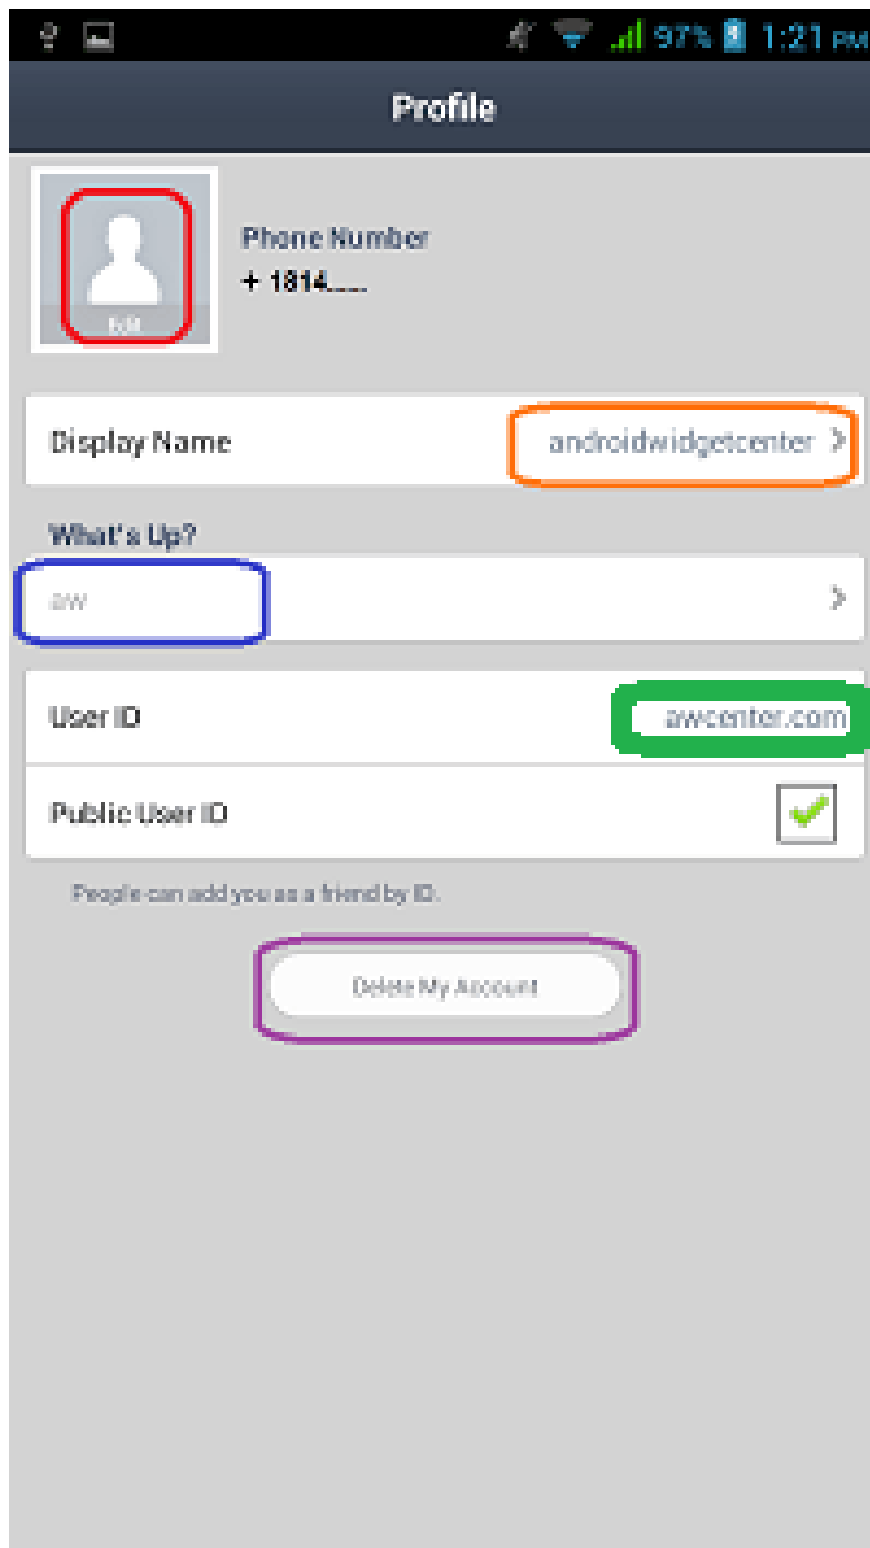 97% 1:21 PM
Profile
Edit
Phone Number
+ 1814......
Display Name androidwidgetcenter >
What's Up?
aw >
User ID awcenter.com
Public User ID
People can add you as a friend by ID.
Delete My Account